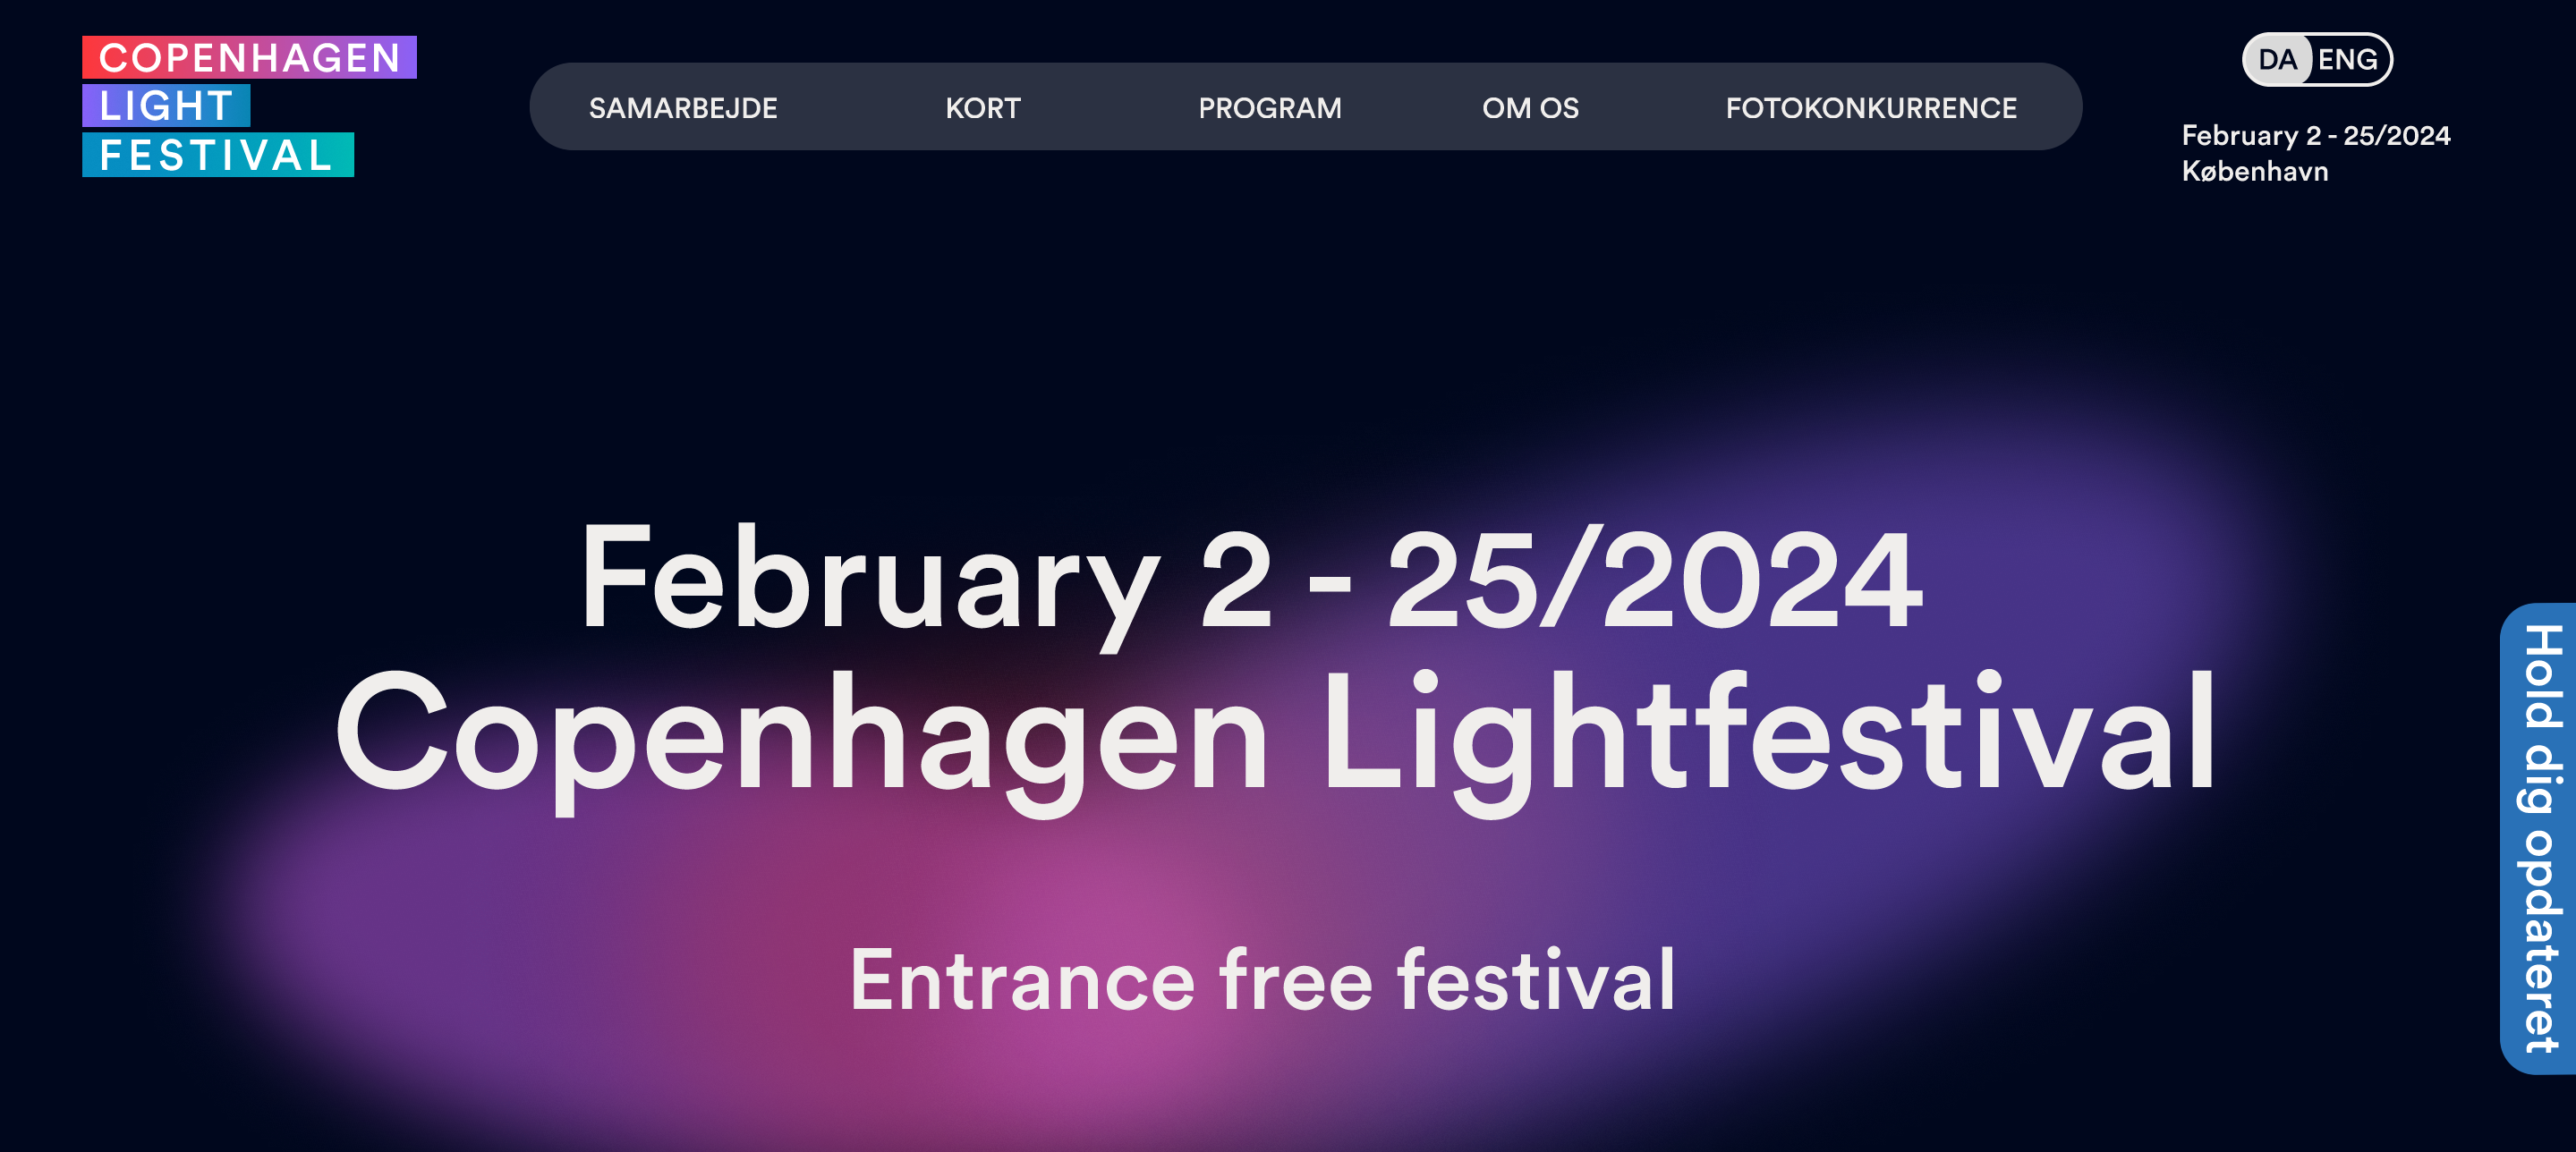 COPENHAGEN
LIGHT
FESTIVAL
SAMARBEJDE KORT PROGRAM OM OS FOTOKONKURRENCE
DA ENG
February 2 - 25/2024
København
February 2 - 25/2024
Copenhagen Lightfestival
Entrance free festival
Hold dig opdateret